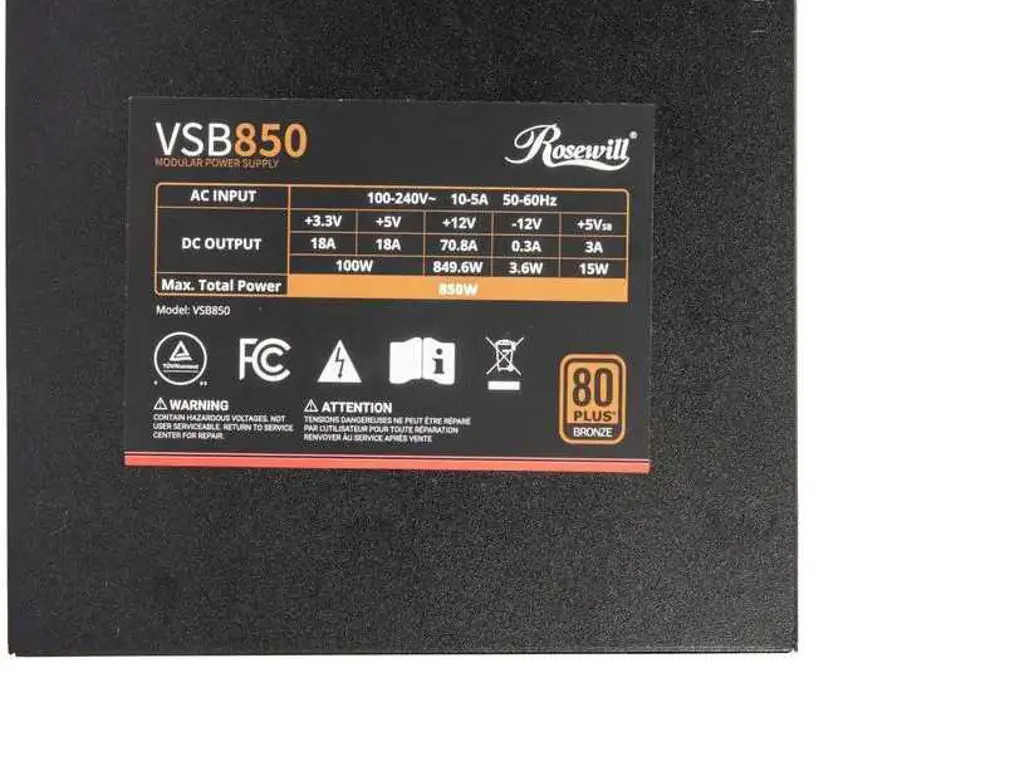 VSB850
MODULAR POWER SUPPLY
Rosewill®
AC INPUT 100-240V~ 10-5A 50-60Hz
DC OUTPUT +3.3V +5V +12V -12V +5VSB
18A 18A 70.8A 0.3A 3A
100W 849.6W 3.6W 15W
Max. Total Power 850W
Model: VSB850
FC
i
80
PLUS®
BRONZE
⚠ WARNING
CONTAIN HAZARDOUS VOLTAGES. NOT
USER SERVICEABLE. RETURN TO SERVICE
CENTER FOR REPAIR.
⚠ ATTENTION
TENSIONS DANGEREUSES NE PEUT ÊTRE RÉPARÉ
PAR L'UTILISATEUR POUR TOUTE RÉPARATION
RENVOYER AU SERVICE APRÈS VENTE